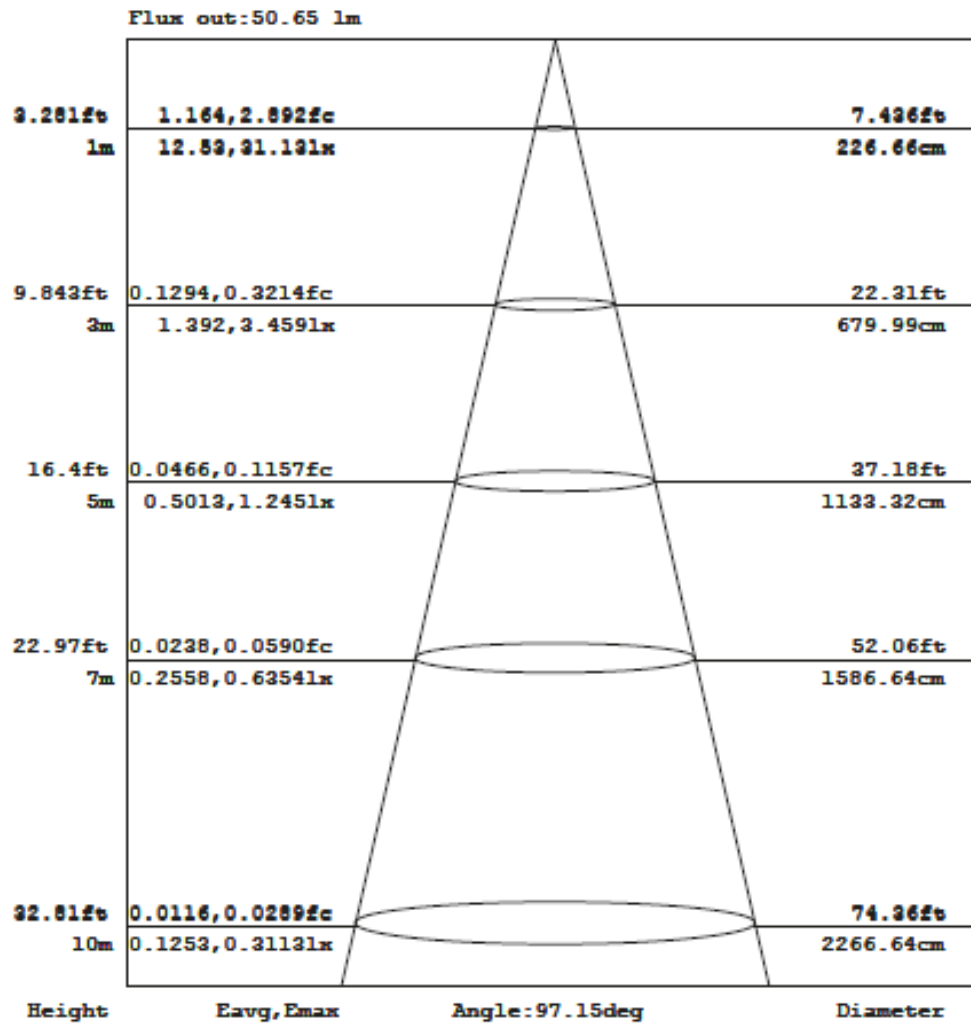 Flux out:50.65 lm
3.281ft 1.164,2.892fc 7.436ft
1m 12.53,31.13lx 226.66cm
9.843ft 0.1294,0.3214fc 22.31ft
3m 1.392,3.459lx 679.99cm
16.4ft 0.0466,0.1157fc 37.18ft
5m 0.5013,1.245lx 1133.32cm
22.97ft 0.0238,0.0590fc 52.06ft
7m 0.2558,0.6354lx 1586.64cm
32.81ft 0.0116,0.0289fc 74.36ft
10m 0.1253,0.3113lx 2266.64cm
Height Eavg,Emax Angle:97.15deg Diameter